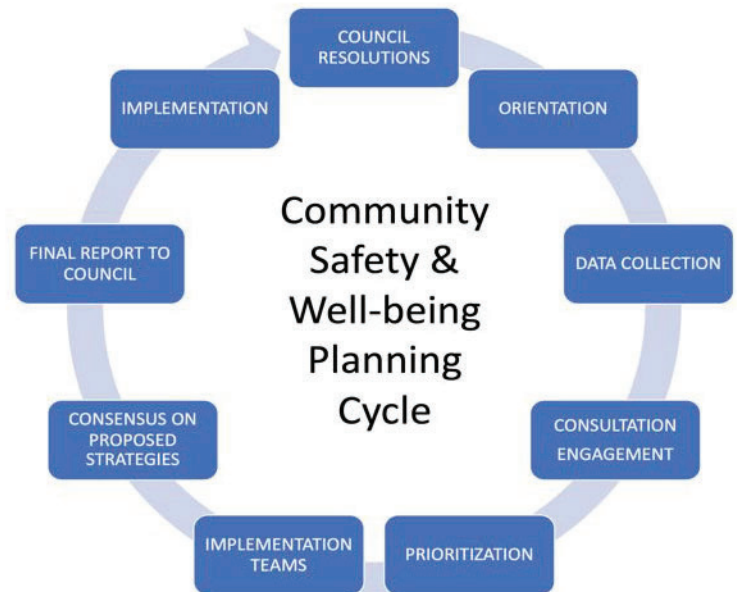 COUNCIL
RESOLUTIONS
ORIENTATION
DATA COLLECTION
CONSULTATION
ENGAGEMENT
PRIORITIZATION
IMPLEMENTATION
TEAMS
CONSENSUS ON
PROPOSED
STRATEGIES
FINAL REPORT TO
COUNCIL
IMPLEMENTATION
Community
Safety &
Well-being
Planning
Cycle